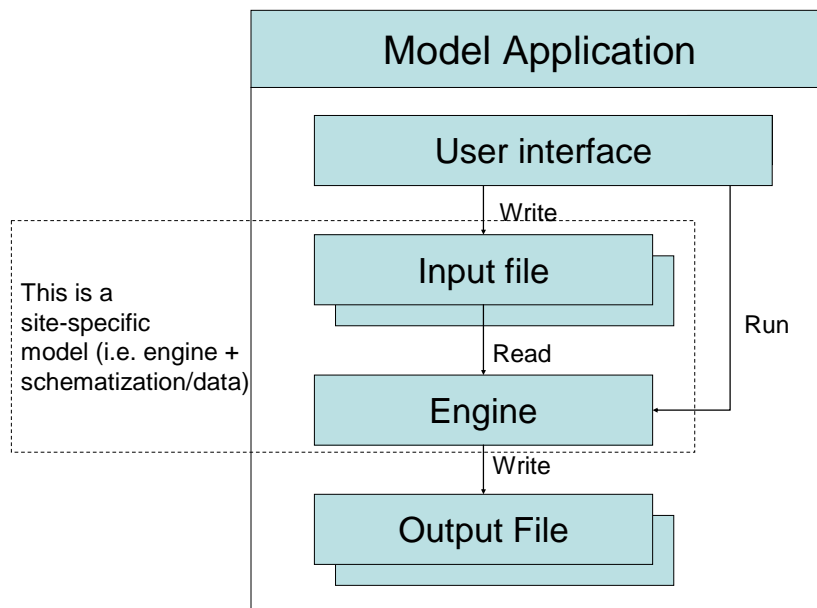 Model Application
User interface
Write
Input file
This is a
site-specific
model (i.e. engine +
schematization/data)
Run
Read
Engine
Write
Output File